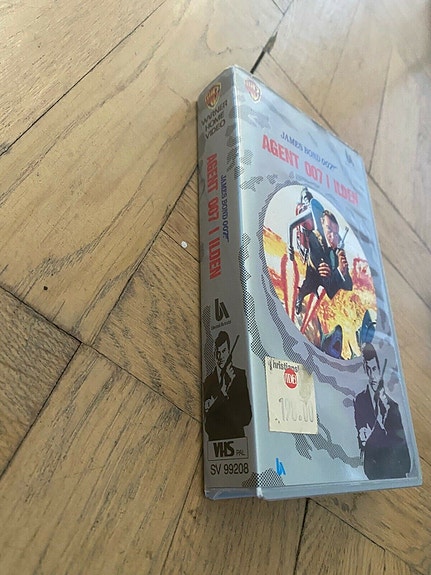 WARNER
HOME
VIDEO
JAMES BOND 007
AGENT 007 I ILDEN
VHS PAL
SV 99208
JAMES BOND 007
AGENT 007 I ILDEN